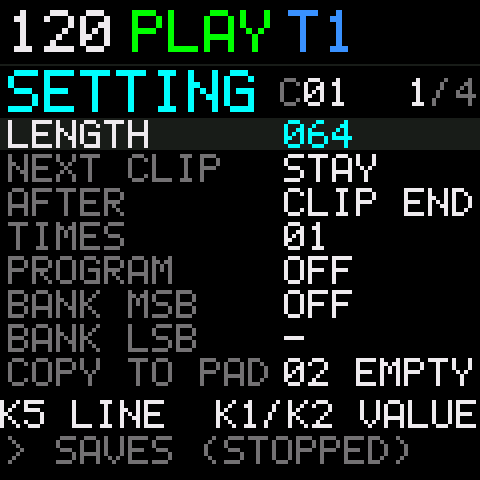 120 PLAY T1
SETTING C01 1/4
LENGTH 064
NEXT CLIP STAY
AFTER CLIP END
TIMES 01
PROGRAM OFF
BANK MSB OFF
BANK LSB –
COPY TO PAD 02 EMPTY
K5 LINE K1/K2 VALUE
> SAVES (STOPPED)